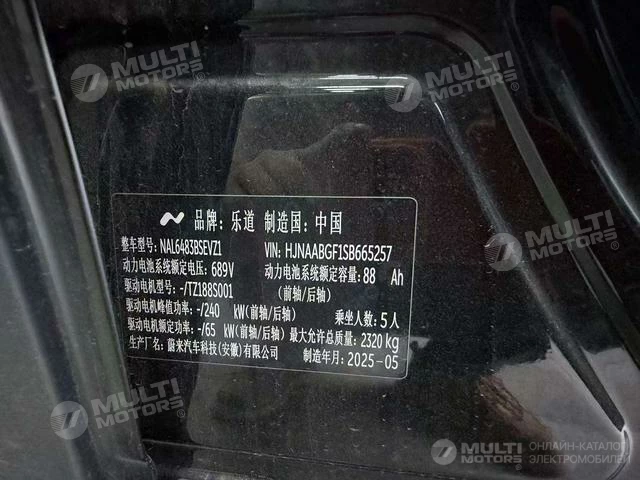 MULTI
MOTORS
MULTI
MOTORS
品牌: 乐道 制造国: 中国
整车型号: NAL6483BSEVZ1 VIN: HJNAABGF1SB665257
动力电池系统额定电压: 689V 动力电池系统额定容量: 88 Ah
驱动电机型号: -/TZ188S001 (前轴/后轴)
驱动电机峰值功率: -/240 kW(前轴/后轴) 乘坐人数: 5人
驱动电机额定功率: -/65 kW(前轴/后轴) 最大允许总质量: 2320 kg
生产厂名: 蔚来汽车科技(安徽)有限公司 制造年月: 2025-05
MULTI
MOTORS
MULTI
MOTORS
ОНЛАЙН-КАТАЛОГ
ЭЛЕКТРОМОБИЛЕЙ